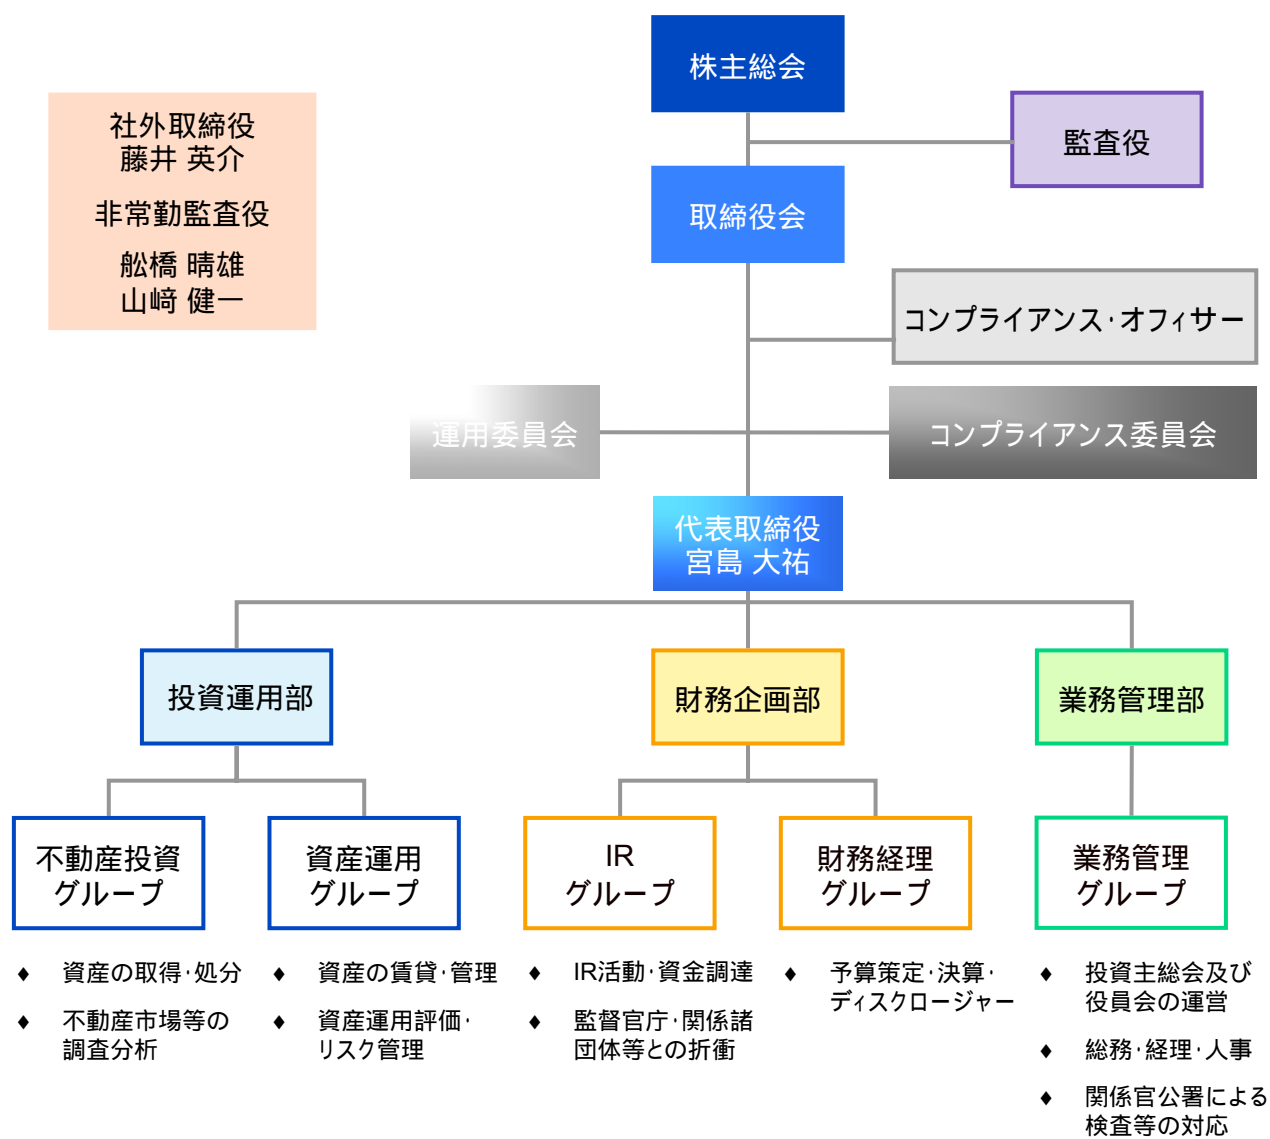 株主総会
社外取締役
藤井 英介
非常勤監査役
舩橋 晴雄
山﨑 健一
監査役
取締役会
コンプライアンス･オフィサー
運用委員会
コンプライアンス委員会
代表取締役
宮島 大祐
投資運用部
財務企画部
業務管理部
不動産投資
グループ
資産運用
グループ
IR
グループ
財務経理
グループ
業務管理
グループ
♦ 資産の取得･処分
♦ 不動産市場等の
調査分析
♦ 資産の賃貸･管理
♦ 資産運用評価･
リスク管理
♦ IR活動･資金調達
♦ 監督官庁･関係諸
団体等との折衝
♦ 予算策定･決算･
ディスクロージャー
♦ 投資主総会及び
役員会の運営
♦ 総務･経理･人事
♦ 関係官公署による
検査等の対応